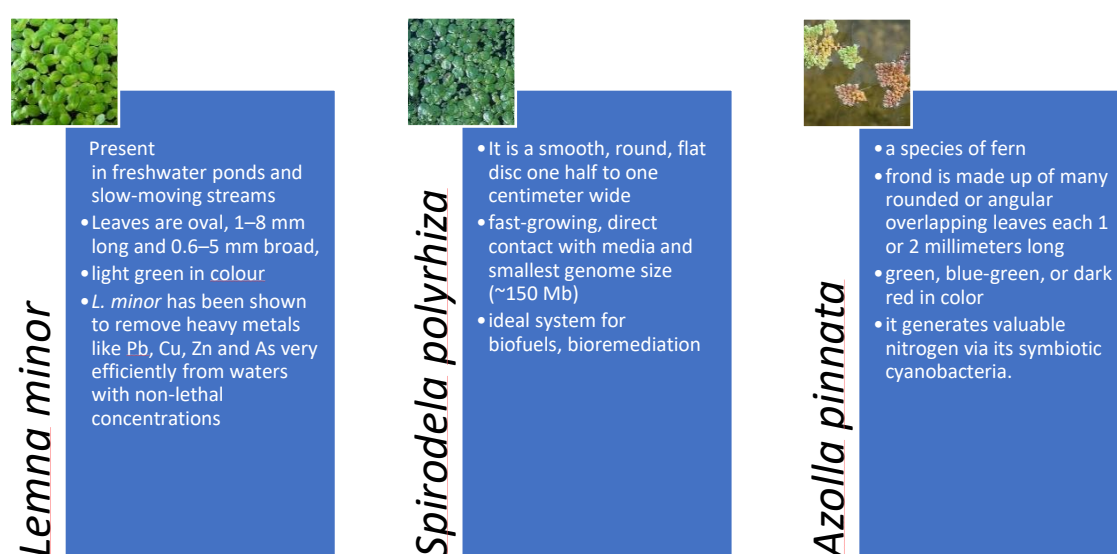 Lemna minor
Present
in freshwater ponds and
slow-moving streams
•Leaves are oval, 1–8 mm
long and 0.6–5 mm broad,
•light green in colour
•L. minor has been shown
to remove heavy metals
like Pb, Cu, Zn and As very
efficiently from waters
with non-lethal
concentrations
Spirodela polyrhiza
•It is a smooth, round, flat
disc one half to one
centimeter wide
•fast-growing, direct
contact with media and
smallest genome size
(~150 Mb)
•ideal system for
biofuels, bioremediation
Azolla pinnata
•a species of fern
•frond is made up of many
rounded or angular
overlapping leaves each 1
or 2 millimeters long
•green, blue-green, or dark
red in color
•it generates valuable
nitrogen via its symbiotic
cyanobacteria.